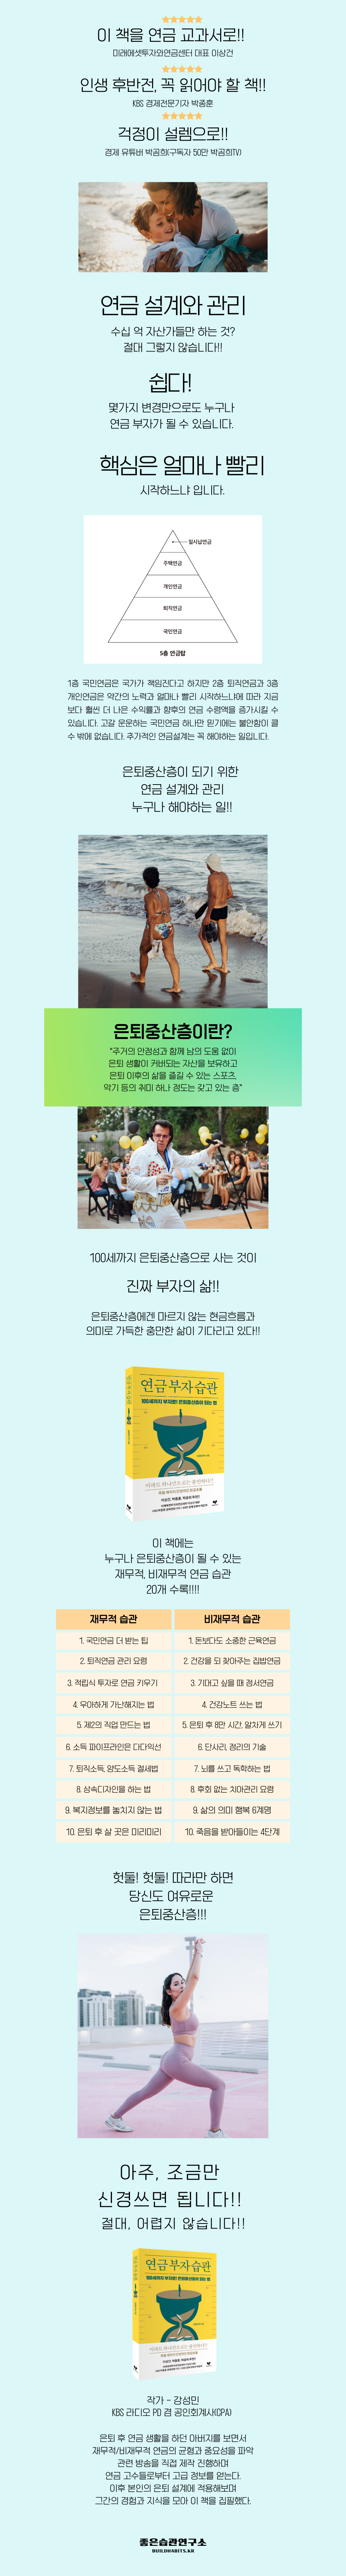 이 책을 연금 교과서로!!
미래에셋투자와연금센터 대표 이상건
인생 후반전, 꼭 읽어야 할 책!!
KBS 경제전문기자 박종훈
걱정이 설렘으로!!
경제 유튜버 박곰희(구독자 50만 박곰희TV)
연금 설계와 관리
수십 억 자산가들만 하는 것?
절대 그렇지 않습니다!!
쉽다!
몇가지 변경만으로도 누구나
연금 부자가 될 수 있습니다.
핵심은 얼마나 빨리
시작하느냐 입니다.
일시납연금
주택연금
개인연금
퇴직연금
국민연금
5층 연금탑
1층 국민연금은 국가가 책임진다고 하지만 2층 퇴직연금과 3층
개인연금은 약간의 노력과 얼마나 빨리 시작하느냐에 따라 지금
보다 훨씬 더 나은 수익률과 향후의 연금 수령액을 증가시킬 수
있습니다. 고갈 운운하는 국민연금 하나만 믿기에는 불안함이 클
수 밖에 없습니다. 추가적인 연금설계는 꼭 해야하는 일입니다.
은퇴중산층이 되기 위한
연금 설계와 관리
누구나 해야하는 일!!
은퇴중산층이란?
"주거의 안정성과 함께 남의 도움 없이
은퇴 생활이 커버되는 자산을 보유하고
은퇴 이후의 삶을 즐길 수 있는 스포츠,
악기 등의 취미 하나 정도는 갖고 있는 층"
100세까지 은퇴중산층으로 사는 것이
진짜 부자의 삶!!
은퇴중산층에겐 마르지 않는 현금흐름과
의미로 가득한 충만한 삶이 기다리고 있다!!
연금 부자 습관
100세까지 부자로! 은퇴중산층이 되는 법
이 책에는
누구나 은퇴중산층이 될 수 있는
재무적, 비재무적 연금 습관
20개 수록!!!!
재무적 습관
비재무적 습관
1. 국민연금 더 받는 팁
1. 돈보다도 소중한 근육연금
2. 퇴직연금 관리 요령
2. 건강을 되 찾아주는 집밥연금
3. 적립식 투자로 연금 키우기
3. 기대고 싶을 때 경서연금
4. 우아하게 가난해지는 법
4. 건강노트 쓰는 법
5. 제2의 직업 만드는 법
5. 은퇴 후 8만 시간, 알차게 쓰기
6. 소득 파이프라인은 다다익선
6. 단사리, 정리의 기술
7. 퇴직소득, 양도소득 절세법
7. 뇌를 쓰고 독학하는 법
8. 상속디자인을 하는 법
8. 후회 없는 치아관리 요령
9. 복지정보를 놓치지 않는 법
9. 삶의 의미 행복 6계명
10. 은퇴 후 살 곳은 미리미리
10. 죽음을 받아들이는 4단계
헛둘! 헛둘! 따라만 하면
당신도 여유로운
은퇴중산층!!!
아주, 조금만
신경쓰면 됩니다!!
절대, 어렵지 않습니다!!
연금 부자 습관
100세까지 부자로! 은퇴중산층이 되는 법
작가 - 강성민
KBS 라디오 PD 겸 공인회계사(CPA)
은퇴 후 연금 생활을 하던 아버지를 보면서
재무적/비재무적 연금의 균형과 중요성을 파악
관련 방송을 직접 제작 진행하며
연금 고수들로부터 고급 정보를 얻는다.
이후 본인의 은퇴 설계에 적용해보며
그간의 경험과 지식을 모아 이 책을 집필했다.
좋은습관연구소
BUILDHABITS.KR